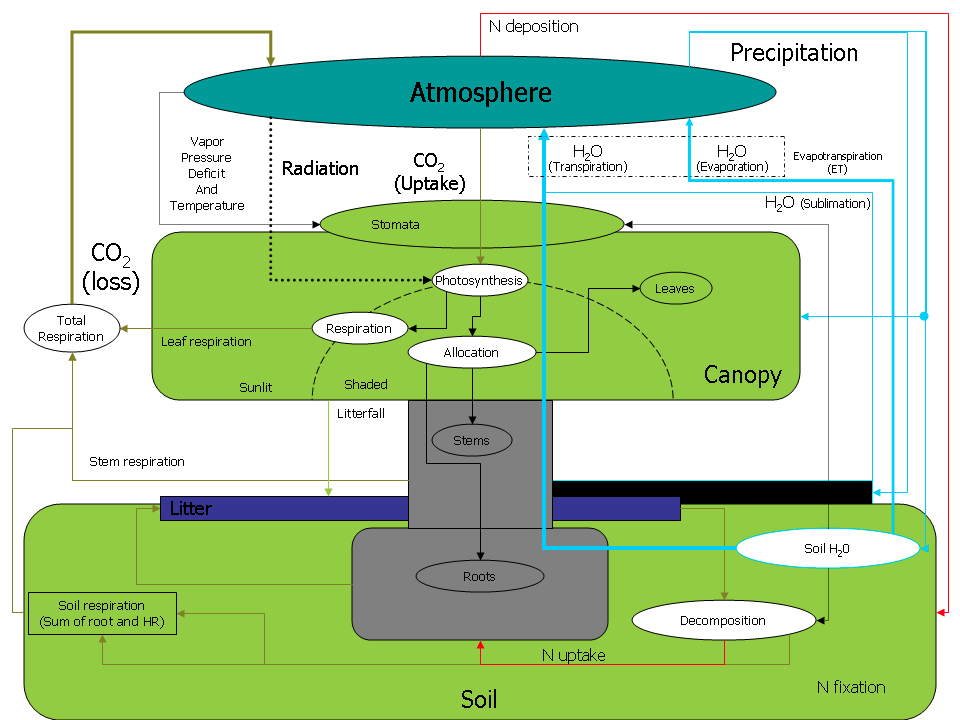 N deposition
Precipitation
Atmosphere
Vapor
Pressure
Deficit
And
Temperature
Radiation
CO2
(Uptake)
H2O
(Transpiration)
H2O
(Evaporation)
Evapotranspiration
(ET)
H2O (Sublimation)
Stomata
CO2
(loss)
Photosynthesis
Leaves
Total
Respiration
Respiration
Leaf respiration
Allocation
Canopy
Sunlit
Shaded
Litterfall
Stems
Stem respiration
Litter
Soil H20
Roots
Soil respiration
(Sum of root and HR)
Decomposition
N uptake
N fixation
Soil